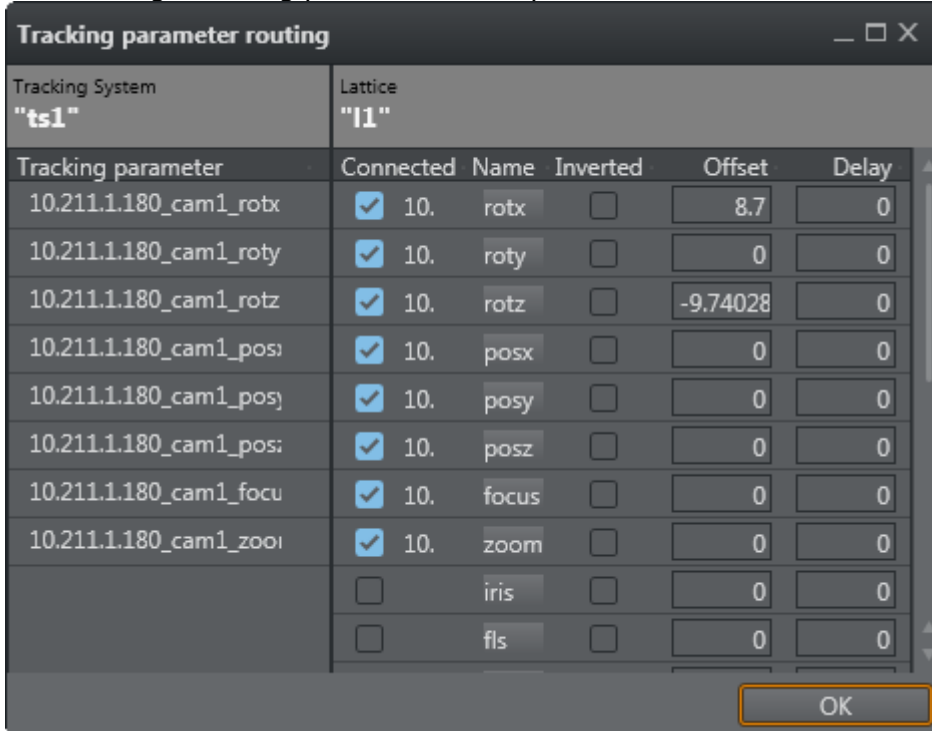 Tracking parameter routing
Tracking System Lattice
"ts1" "l1"
Tracking parameter Connected Name Inverted Offset Delay
10.211.1.180_cam1_rotx 10. rotx 8.7 0
10.211.1.180_cam1_roty 10. roty 0 0
10.211.1.180_cam1_rotz 10. rotz -9.74028 0
10.211.1.180_cam1_pos 10. posx 0 0
10.211.1.180_cam1_pos 10. posy 0 0
10.211.1.180_cam1_pos 10. posz 0 0
10.211.1.180_cam1_focu 10. focus 0 0
10.211.1.180_cam1_zoo 10. zoom 0 0
iris 0 0
fls 0 0
OK